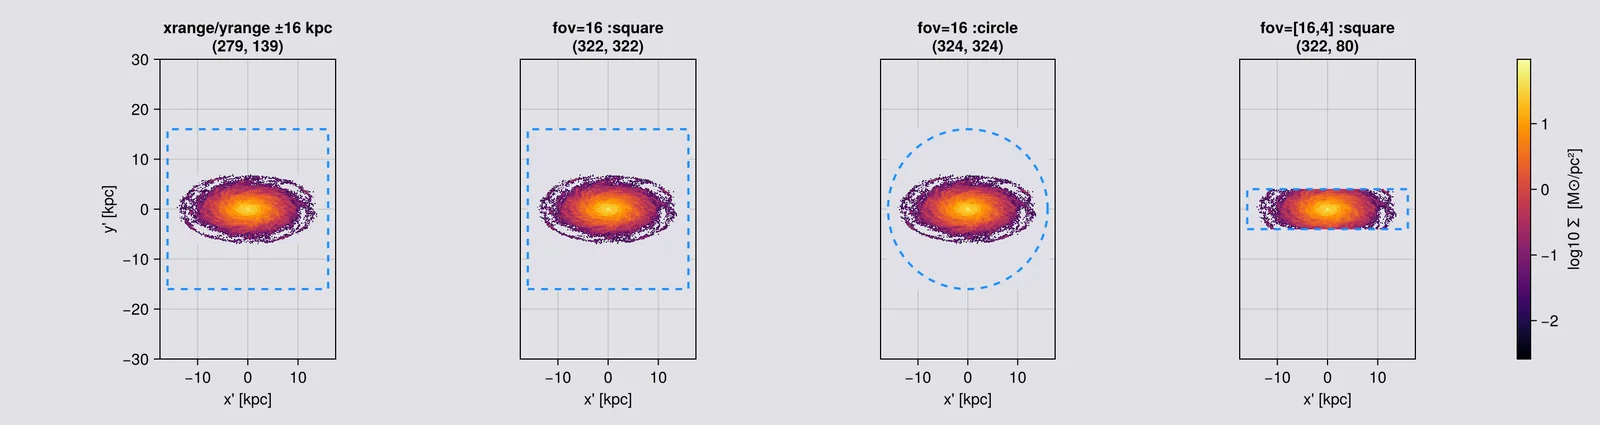 xrange/yrange ±16 kpc
(279, 139)
fov=16 :square
(322, 322)
fov=16 :circle
(324, 324)
fov=[16,4] :square
(322, 80)
30
20
10
0
−10
−20
−30
y' [kpc]
−10 0 10
x' [kpc]
−10 0 10
x' [kpc]
−10 0 10
x' [kpc]
−10 0 10
x' [kpc]
1
0
−1
−2
log10 Σ [M⊙/pc²]